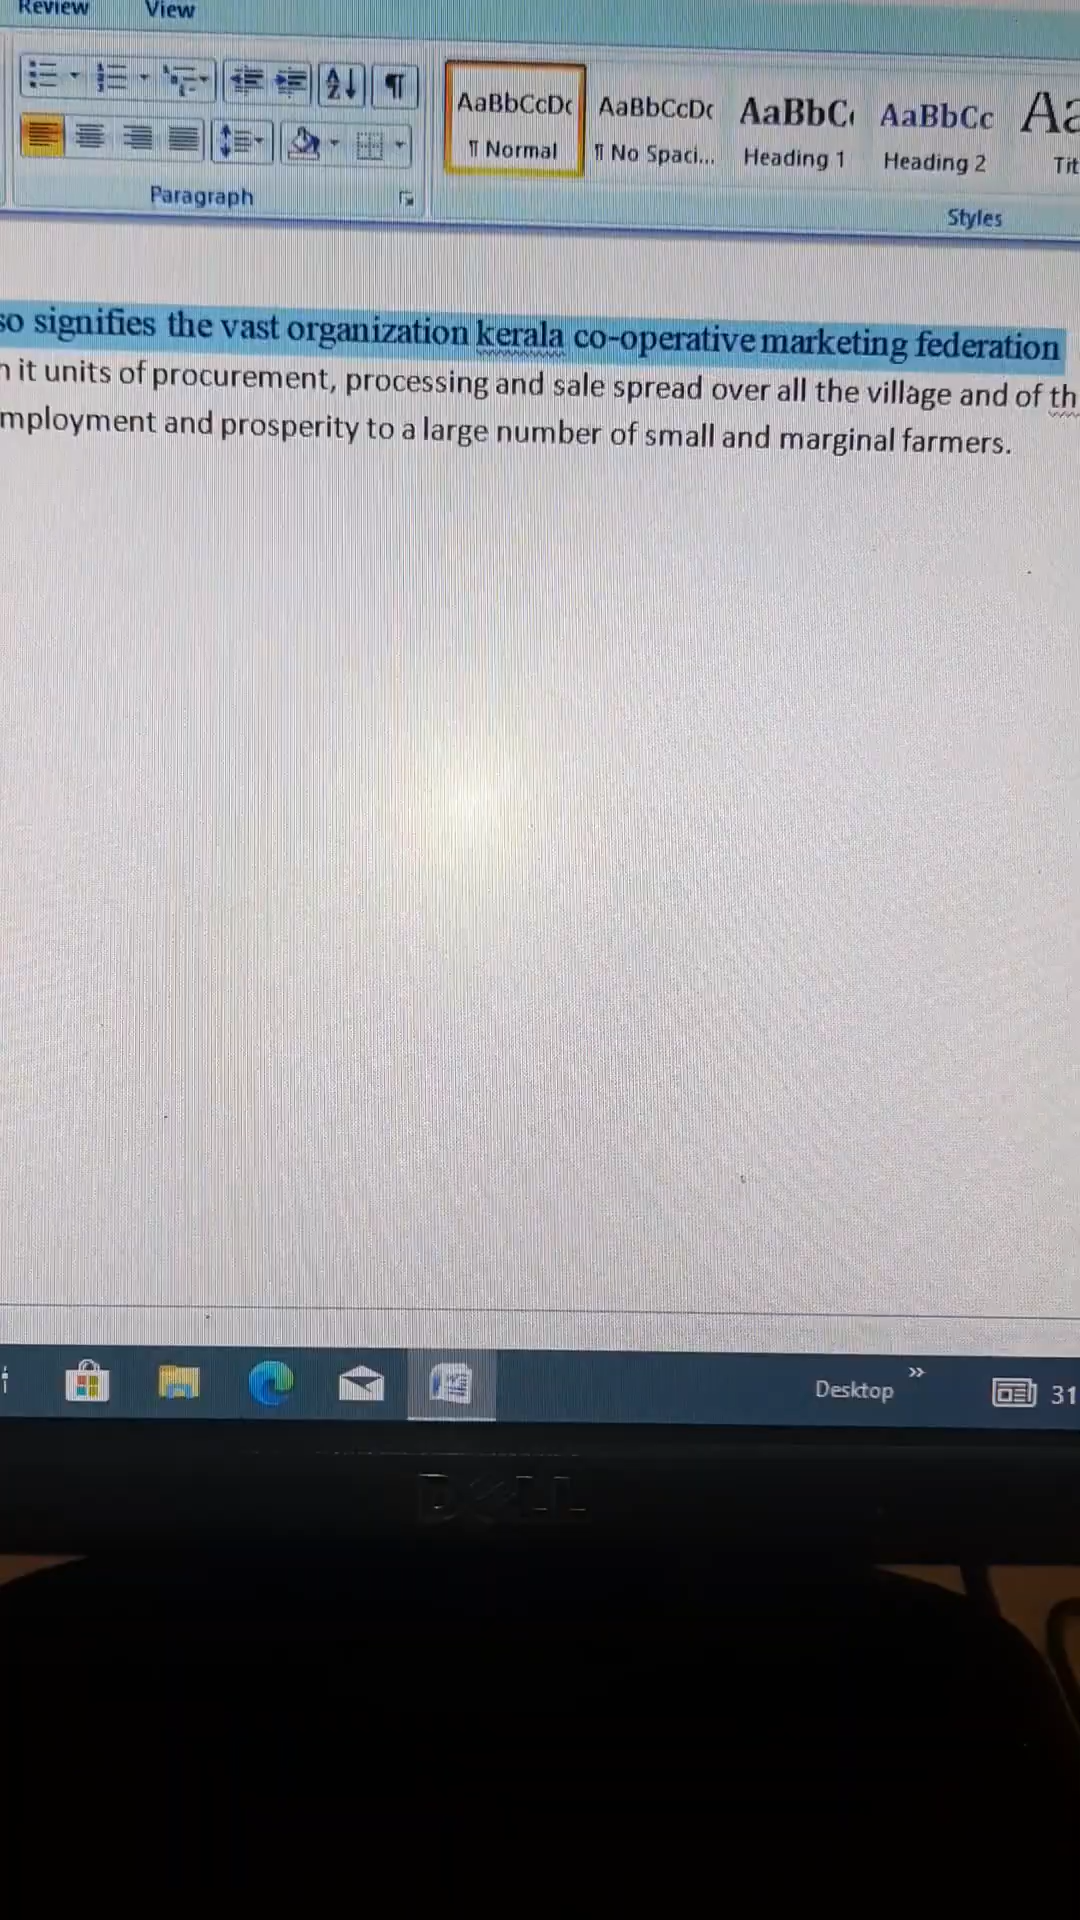 Review View
AaBbCcDc AaBbCcDc AaBbC AaBbCc Aa
¶ Normal ¶ No Spaci... Heading 1 Heading 2 Tit
Paragraph Styles
so signifies the vast organization kerala co-operative marketing federation
n it units of procurement, processing and sale spread over all the village and of th
mployment and prosperity to a large number of small and marginal farmers.
Desktop » 31
DELL